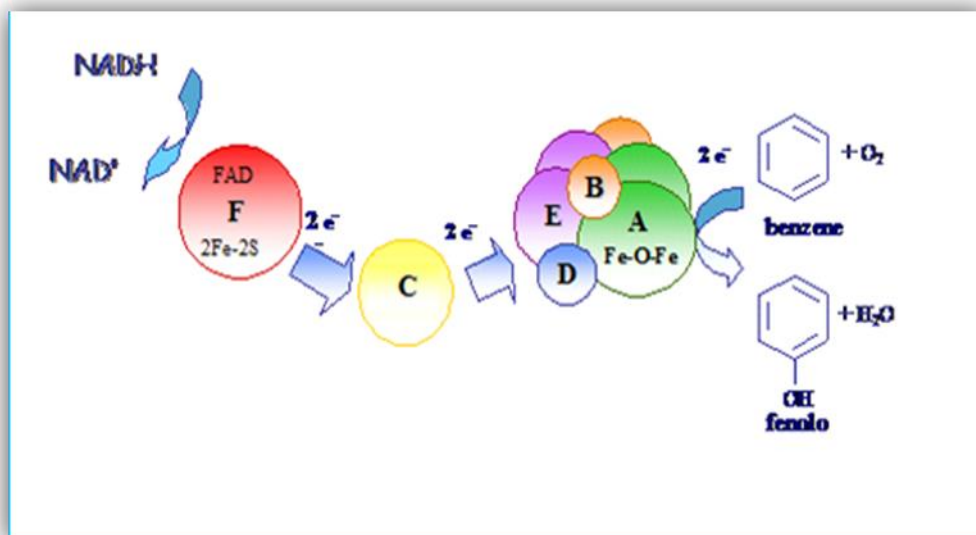 NADH
NAD⁺
FAD
F
2Fe-2S
2 e⁻
C
2 e⁻
B
E
A
Fe-O-Fe
D
2 e⁻
+O₂
benzene
+H₂O
OH
fenolo